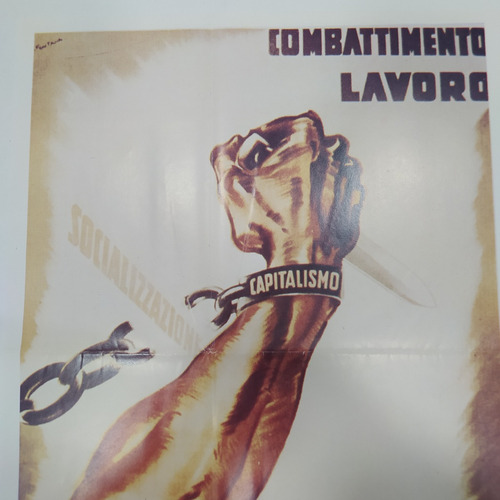 COMBATTIMENTO
LAVORO
SOCIALIZZAZIONE
CAPITALISMO